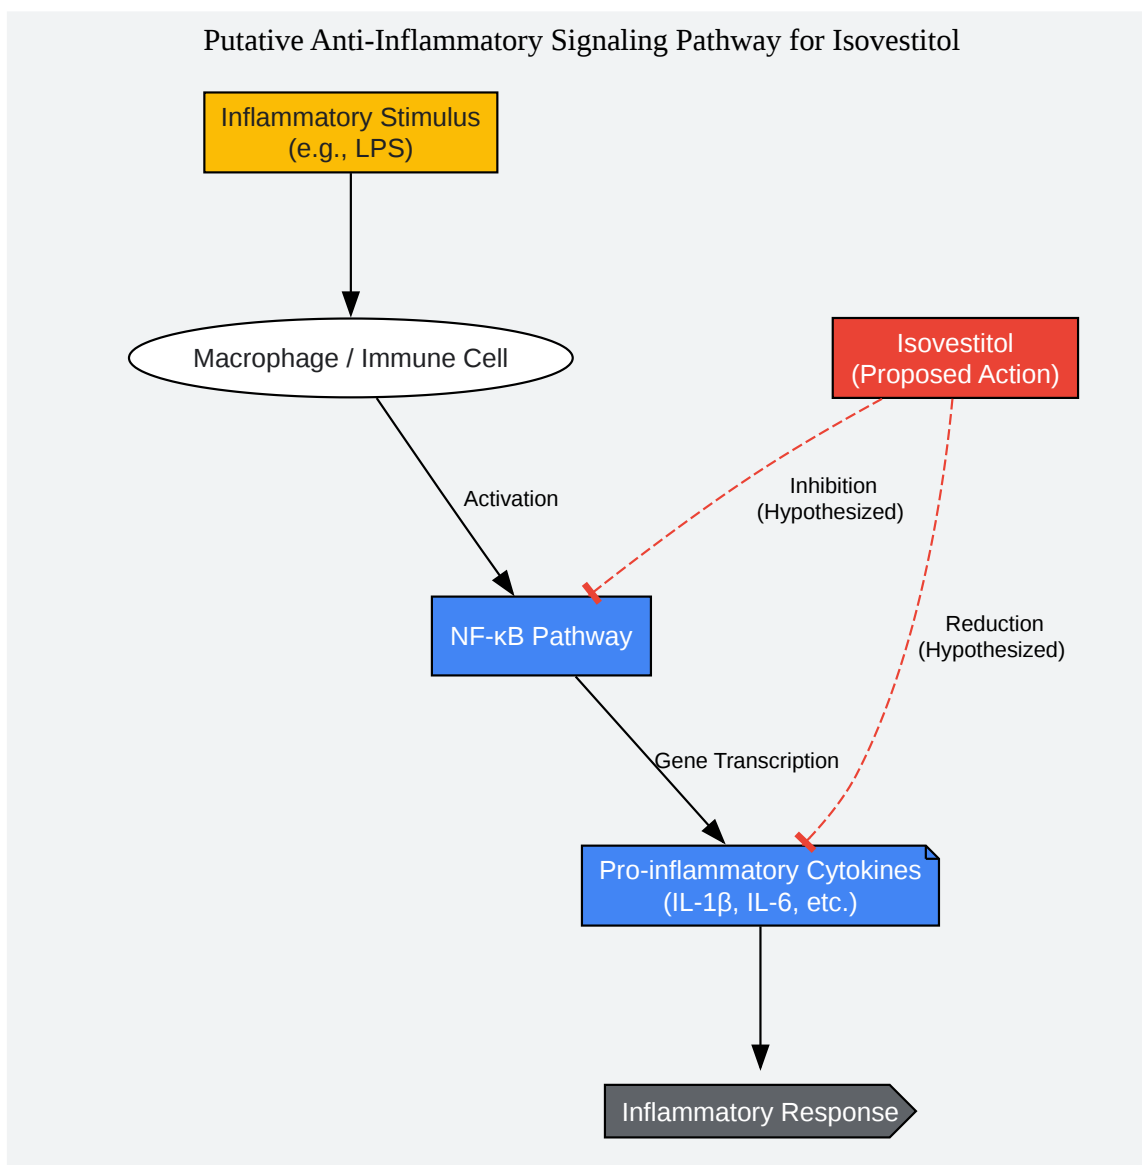 Putative Anti-Inflammatory Signaling Pathway for Isovestitol
Inflammatory Stimulus
(e.g., LPS)
Macrophage / Immune Cell
Isovestitol
(Proposed Action)
Activation
Inhibition
(Hypothesized)
NF-κB Pathway
Reduction
(Hypothesized)
Gene Transcription
Pro-inflammatory Cytokines
(IL-1β, IL-6, etc.)
Inflammatory Response